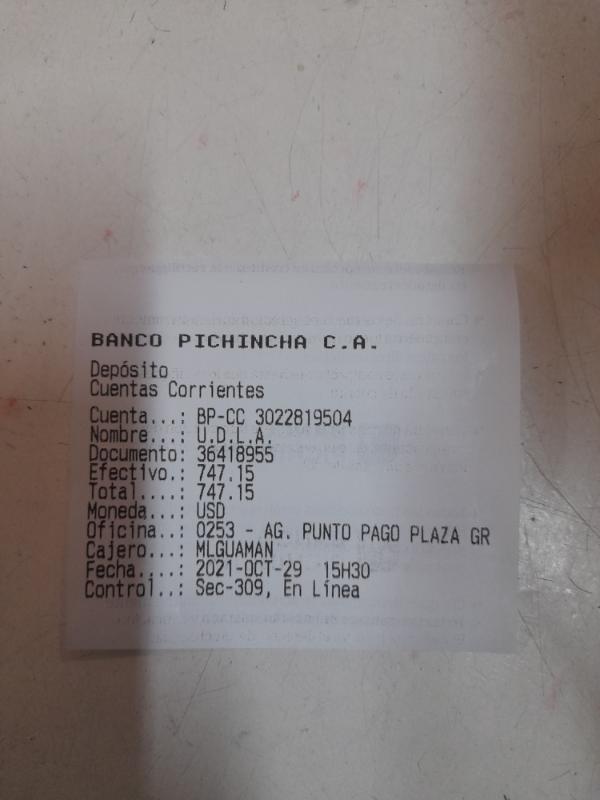 BANCO PICHINCHA C.A.
Depósito
Cuentas Corrientes
Cuenta...: BP-CC 3022819504
Nombre...: U.D.L.A.
Documento: 36418955
Efectivo.: 747.15
Total....: 747.15
Moneda...: USD
Oficina..: 0253 - AG. PUNTO PAGO PLAZA GR
Cajero...: MLGUAMAN
Fecha....: 2021-OCT-29 15H30
Control..: Sec-309, En Línea